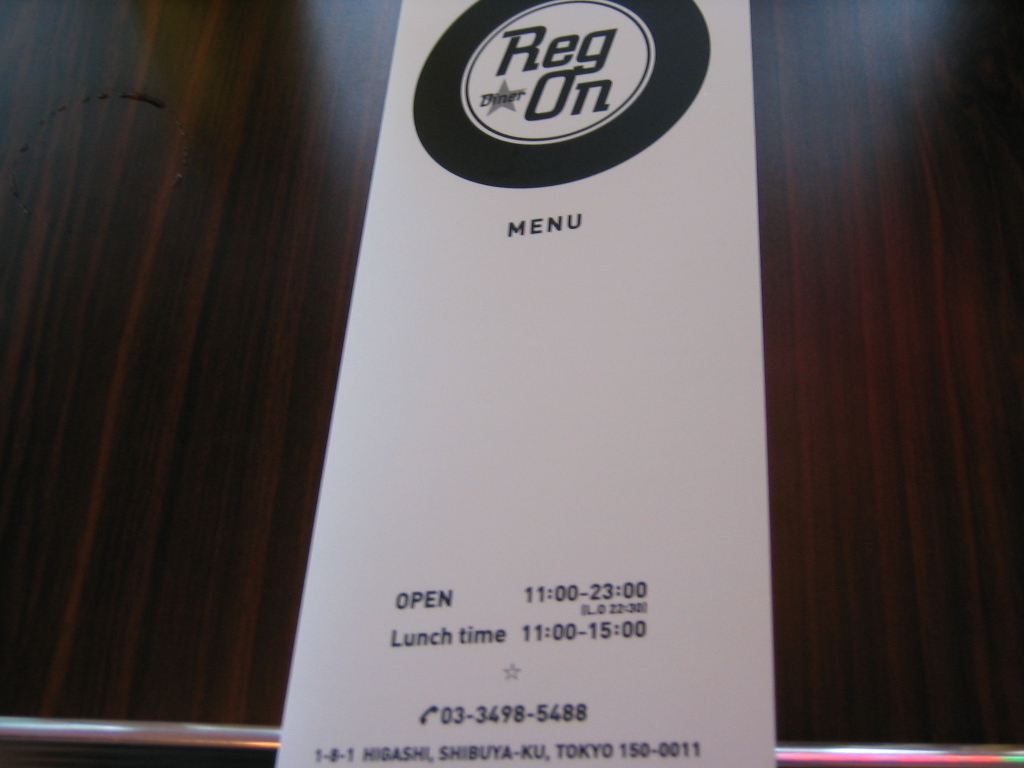 Reg
Diner On
MENU
OPEN 11:00-23:00
(L.O 22:30)
Lunch time 11:00-15:00
03-3498-5488
1-8-1 HIGASHI, SHIBUYA-KU, TOKYO 150-0011